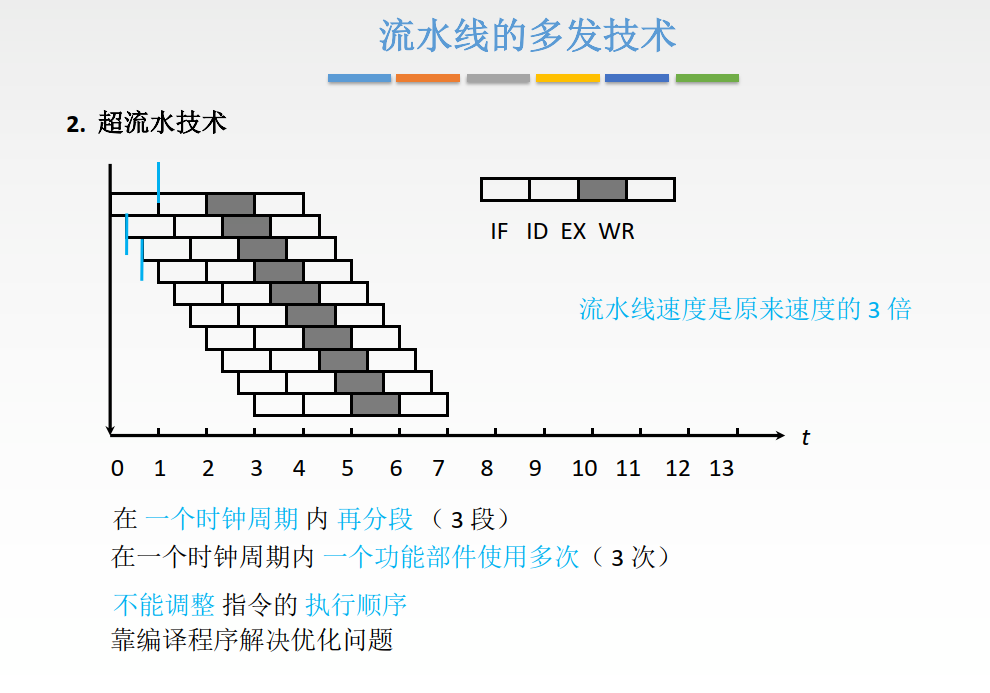 流水线的多发技术
2. 超流水技术
IF ID EX WR
流水线速度是原来速度的 3 倍
t
0 1 2 3 4 5 6 7 8 9 10 11 12 13
在 一个时钟周期 内 再分段 （ 3 段）
在一个时钟周期内 一个功能部件使用多次（ 3 次）
不能调整 指令的 执行顺序
靠编译程序解决优化问题